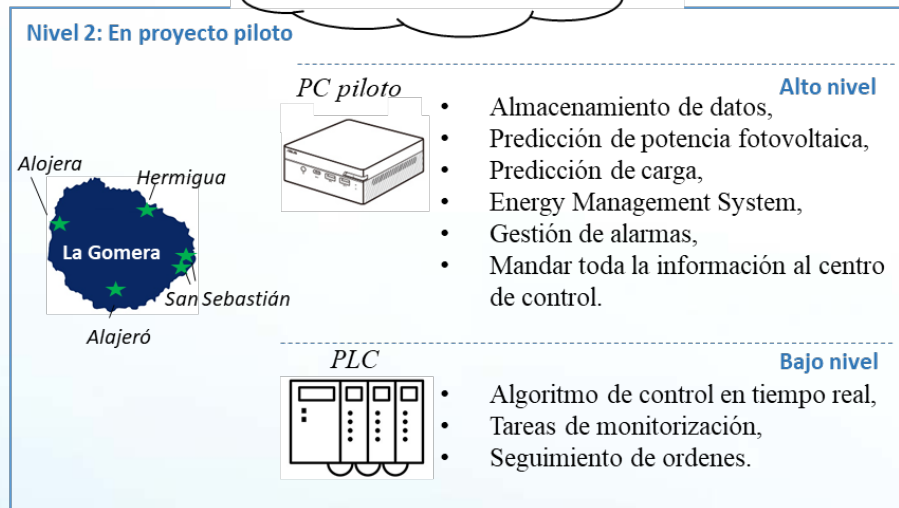 Nivel 2: En proyecto piloto
Alto nivel
PC piloto
• Almacenamiento de datos,
• Predicción de potencia fotovoltaica,
• Predicción de carga,
• Energy Management System,
• Gestión de alarmas,
• Mandar toda la información al centro
de control.
Alojera
Hermigua
La Gomera
San Sebastián
Alajeró
Bajo nivel
PLC
• Algoritmo de control en tiempo real,
• Tareas de monitorización,
• Seguimiento de ordenes.